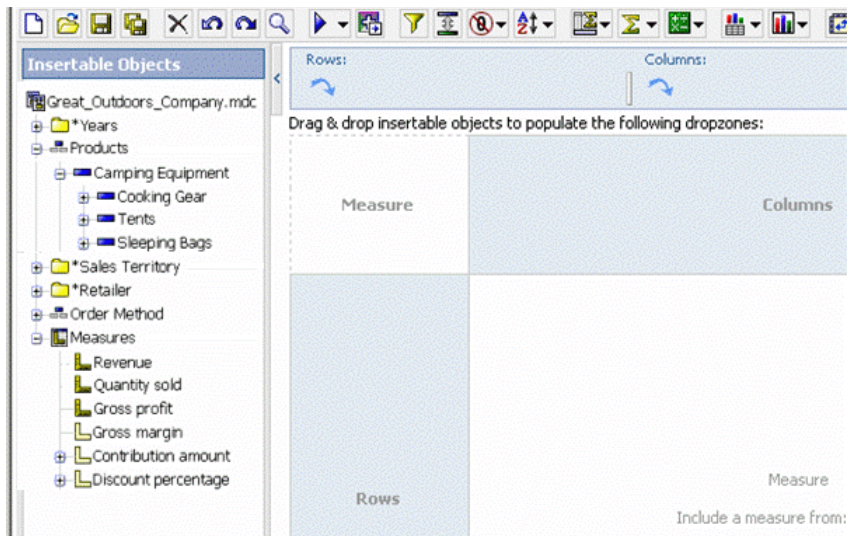 Insertable Objects
Great_Outdoors_Company.mdc
*Years
Products
Camping Equipment
Cooking Gear
Tents
Sleeping Bags
*Sales Territory
*Retailer
Order Method
Measures
Revenue
Quantity sold
Gross profit
Gross margin
Contribution amount
Discount percentage
Rows:
Columns:
Drag & drop insertable objects to populate the following dropzones:
Measure
Columns
Rows
Measure
Include a measure from: